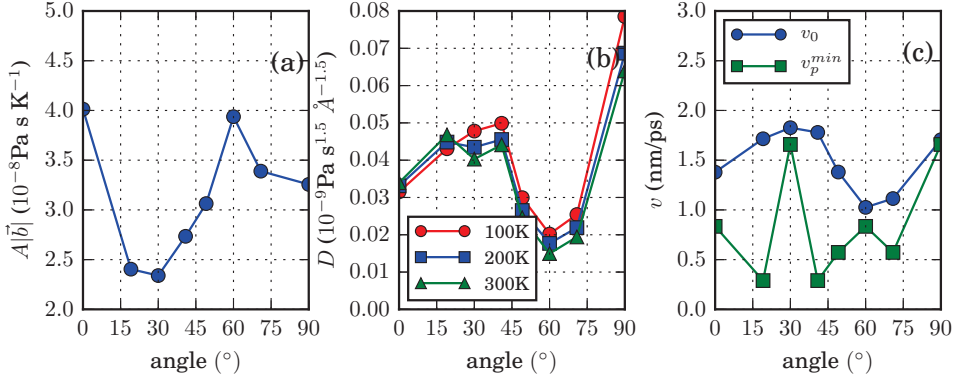 5.0
4.5
4.0
3.5
3.0
2.5
2.0
0 15 30 45 60 75 90
angle (°)
A|b⃗| (10⁻⁸Pa s K⁻¹)
(a)
0.08
0.07
0.06
0.05
0.04
0.03
0.02
0.01
0.00
0 15 30 45 60 75 90
angle (°)
D (10⁻⁹Pa s¹·⁵ Å⁻¹·⁵)
(b)
100K
200K
300K
3.0
2.5
2.0
1.5
1.0
0.5
0.0
0 15 30 45 60 75 90
angle (°)
v (nm/ps)
(c)
v₀
vₚᵐⁱⁿ